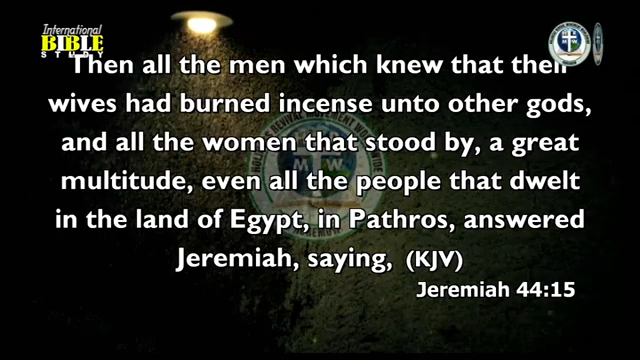 International
BIBLE
STUDY
Then all the men which knew that their
wives had burned incense unto other gods,
and all the women that stood by, a great
multitude, even all the people that dwelt
in the land of Egypt, in Pathros, answered
Jeremiah, saying, (KJV)
Jeremiah 44:15